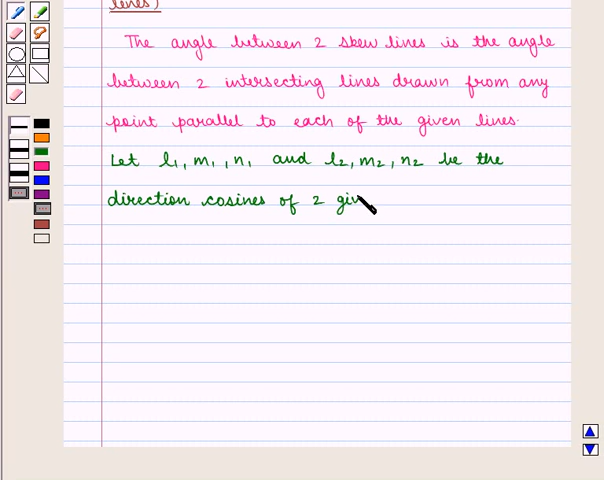 lines)
The angle between 2 skew lines is the angle
between 2 intersecting lines drawn from any
point parallel to each of the given lines.
Let l₁, m₁, n₁ and l₂, m₂, n₂ be the
direction cosines of 2 giv